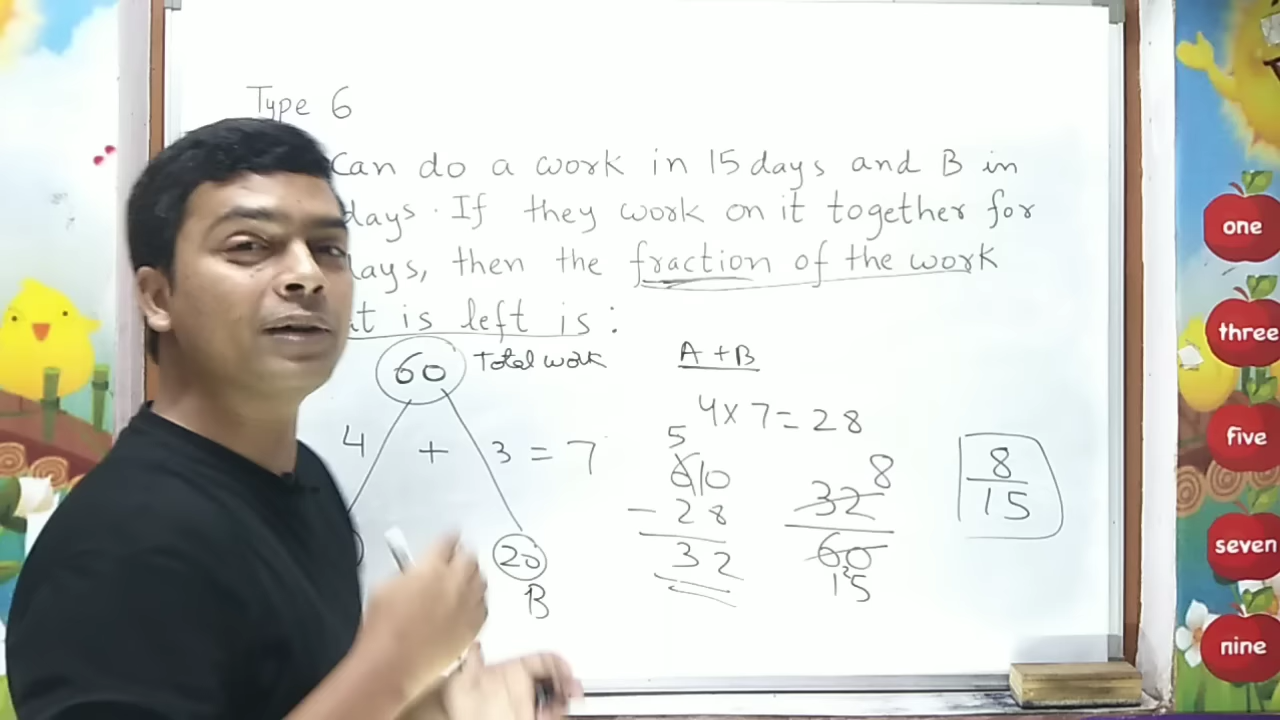 Type 6
can do a work in 15 days and B in
days. If they work on it together for
days, then the fraction of the work
is left is:
60 Total work
A + B
4 + 3 = 7
4 x 7 = 28
5
610
- 28
32
8
32
60
15
8
15
20
B
one
three
five
seven
nine